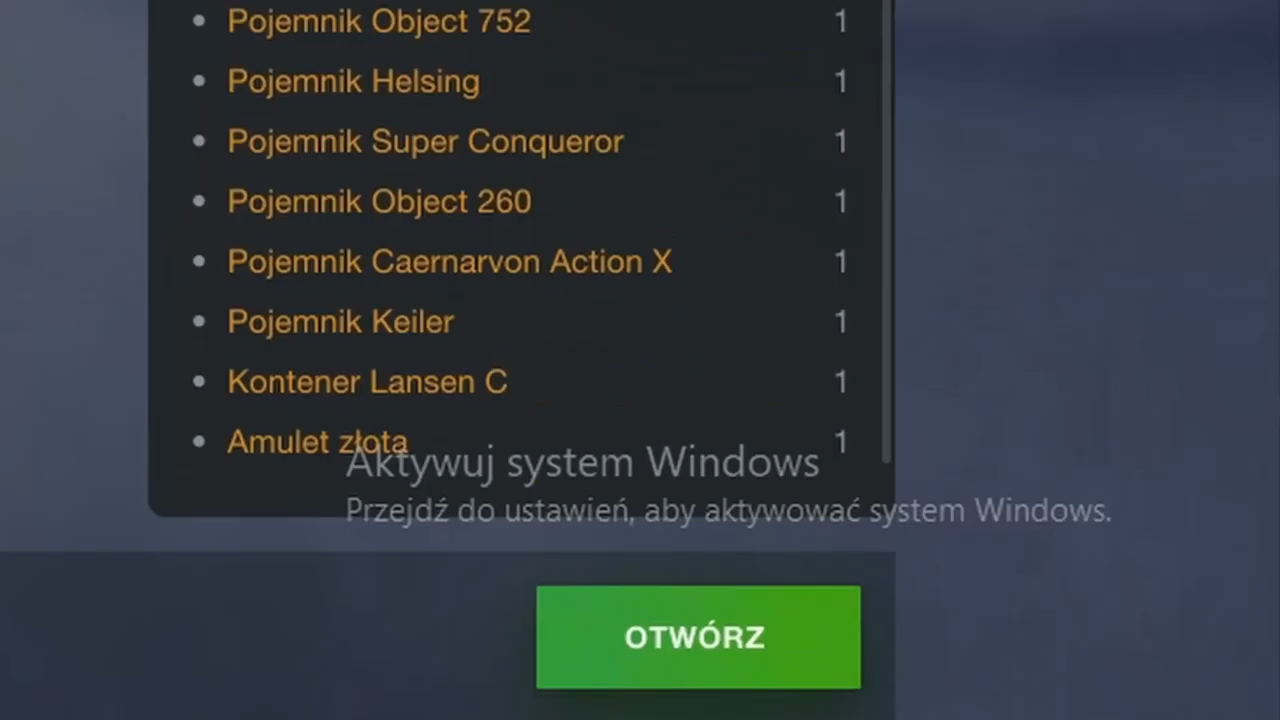 Pojemnik Object 752 1
Pojemnik Helsing 1
Pojemnik Super Conqueror 1
Pojemnik Object 260 1
Pojemnik Caernarvon Action X 1
Pojemnik Keiler 1
Kontener Lansen C 1
Amulet złota 1
Aktywuj system Windows
Przejdź do ustawień, aby aktywować system Windows.
OTWÓRZ